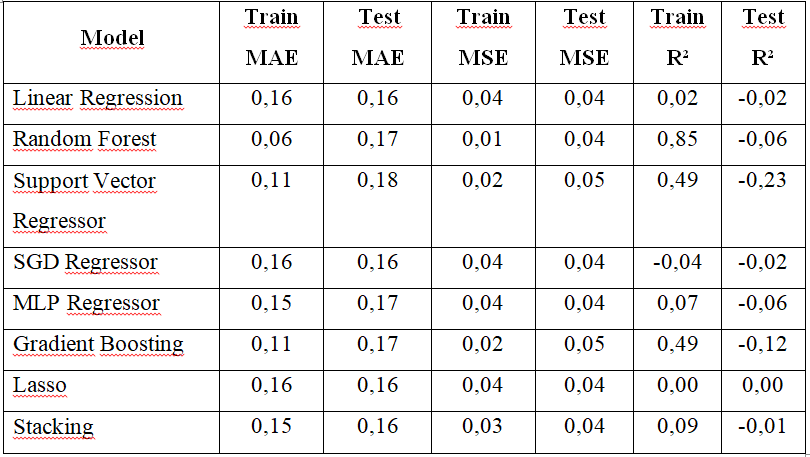 Model Train MAE Test MAE Train MSE Test MSE Train R² Test R²
Linear Regression 0,16 0,16 0,04 0,04 0,02 -0,02
Random Forest 0,06 0,17 0,01 0,04 0,85 -0,06
Support Vector Regressor 0,11 0,18 0,02 0,05 0,49 -0,23
SGD Regressor 0,16 0,16 0,04 0,04 -0,04 -0,02
MLP Regressor 0,15 0,17 0,04 0,04 0,07 -0,06
Gradient Boosting 0,11 0,17 0,02 0,05 0,49 -0,12
Lasso 0,16 0,16 0,04 0,04 0,00 0,00
Stacking 0,15 0,16 0,03 0,04 0,09 -0,01